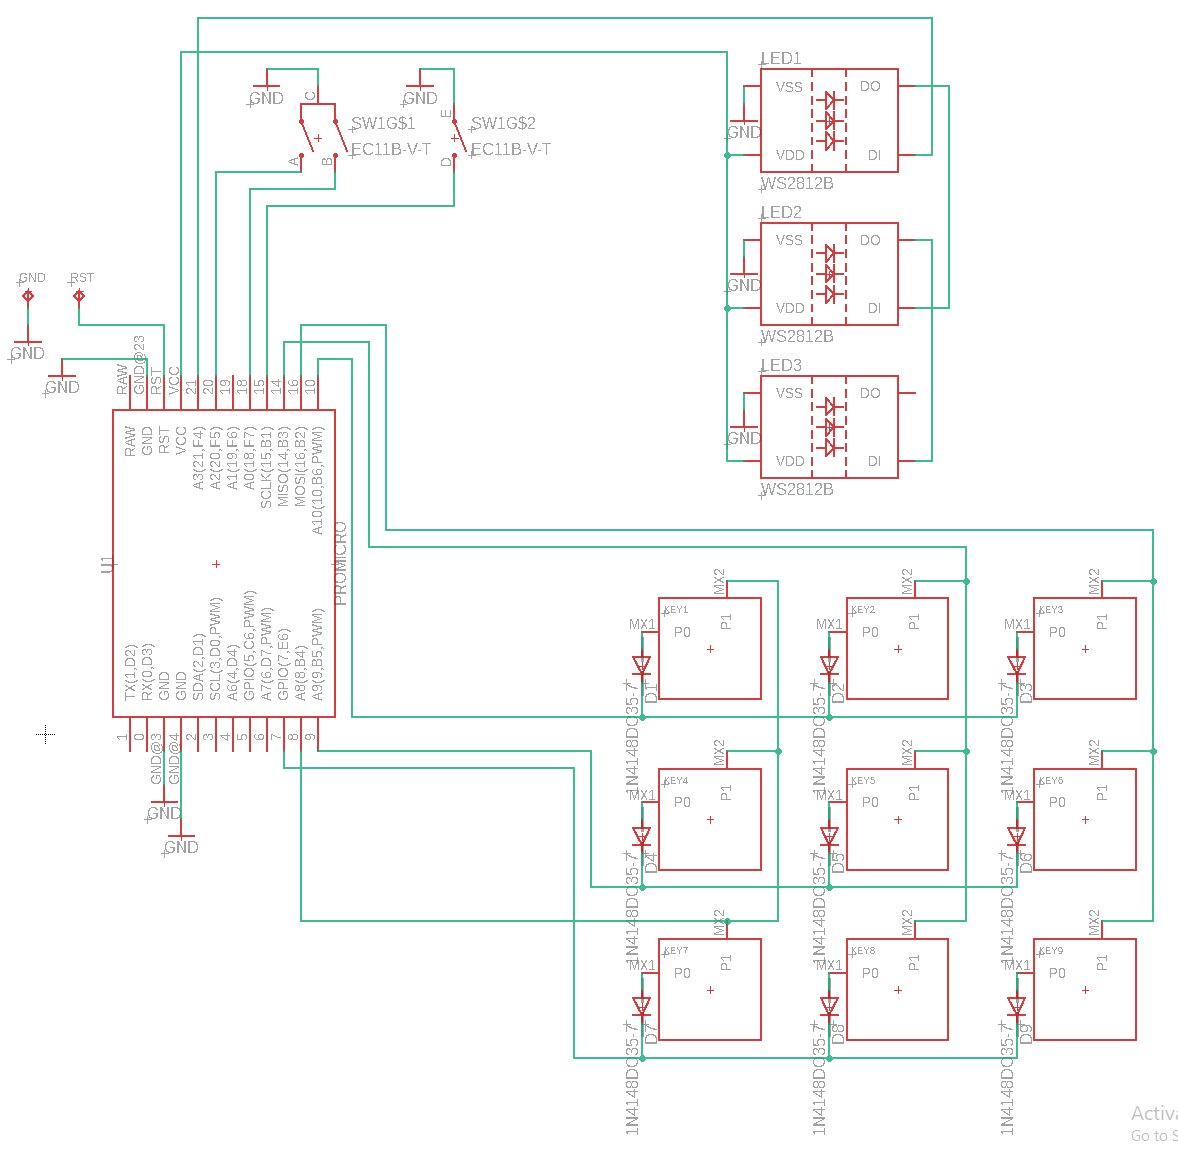 LED1
VSS
DO
GND
VDD
DI
WS2812B
LED2
VSS
DO
GND
VDD
DI
WS2812B
LED3
VSS
DO
GND
VDD
DI
WS2812B
GND
C
A
B
SW1G$1
EC11B-V-T
GND
E
D
SW1G$2
EC11B-V-T
GND
RST
GND
GND
RAW
GND@23
RST
VCC
21
20
19
18
15
14
16
10
RAW
GND
RST
VCC
A3(21,F4)
A2(20,F5)
A1(19,F6)
A0(18,F7)
SCLK(15,B1)
MISO(14,B3)
MOSI(16,B2)
A10(10,B6,PWM)
U1
PROMICRO
TX(1,D2)
RX(0,D3)
GND
GND
SDA(2,D1)
SCL(3,D0,PWM)
A6(4,D4)
GPIO(5,C6,PWM)
A7(6,D7,PWM)
GPIO(7,E6)
A8(8,B4)
A9(9,B5,PWM)
1
0
GND@3
GND@4
2
3
4
5
6
7
8
9
GND
GND
MX2
KEY1
MX1
P0
P1
D1
1N4148DO35-7
MX2
KEY2
MX1
P0
P1
D2
1N4148DO35-7
MX2
KEY3
MX1
P0
P1
D3
1N4148DO35-7
MX2
KEY4
MX1
P0
P1
D4
1N4148DO35-7
MX2
KEY5
MX1
P0
P1
D5
1N4148DO35-7
MX2
KEY6
MX1
P0
P1
D6
1N4148DO35-7
MX2
KEY7
MX1
P0
P1
D7
1N4148DO35-7
MX2
KEY8
MX1
P0
P1
D8
1N4148DO35-7
MX2
KEY9
MX1
P0
P1
D9
1N4148DO35-7
Activa
Go to S